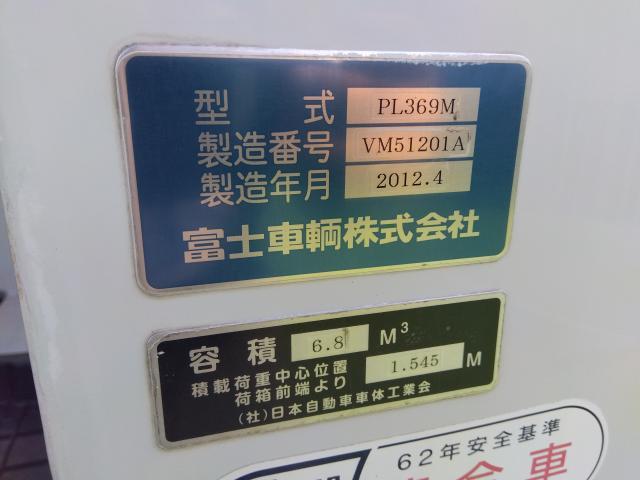 型 式 PL369M
製造番号 VM51201A
製造年月 2012.4
富士車輌株式会社
容積 6.8 M³
積載荷重中心位置
荷箱前端より 1.545 M
(社)日本自動車車体工業会
62年安全基準
合車